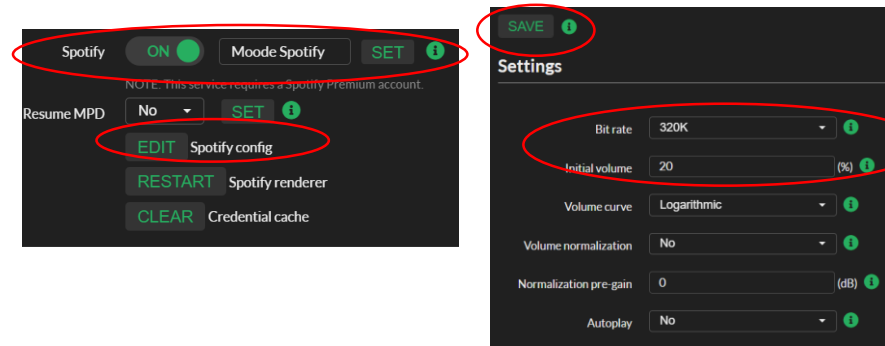 Spotify ON Moode Spotify SET
NOTE: This service requires a Spotify Premium account.
Resume MPD No SET
EDIT Spotify config
RESTART Spotify renderer
CLEAR Credential cache
SAVE
Settings
Bit rate 320K
Initial volume 20 (%)
Volume curve Logarithmic
Volume normalization No
Normalization pre-gain 0 (dB)
Autoplay No